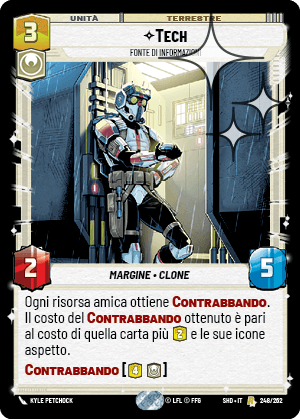 UNITÀ TERRESTRE
3
✧TECH
FONTE DI INFORMAZIONI
2
5
MARGINE • CLONE
Ogni risorsa amica ottiene CONTRABBANDO.
Il costo del CONTRABBANDO ottenuto è pari
al costo di quella carta più 2 e le sue icone
aspetto.
CONTRABBANDO [4]
KYLE PETCHOCK © LFL © FFG SHD • IT 248/262